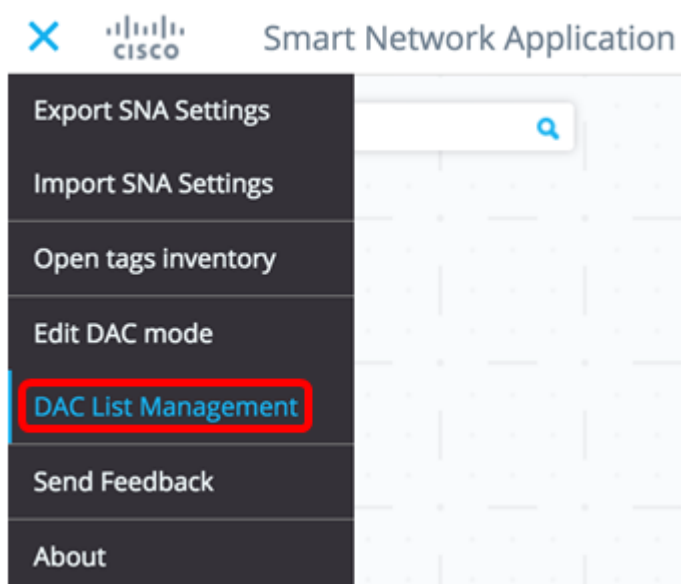 CISCO
Smart Network Application
Export SNA Settings
Import SNA Settings
Open tags inventory
Edit DAC mode
DAC List Management
Send Feedback
About